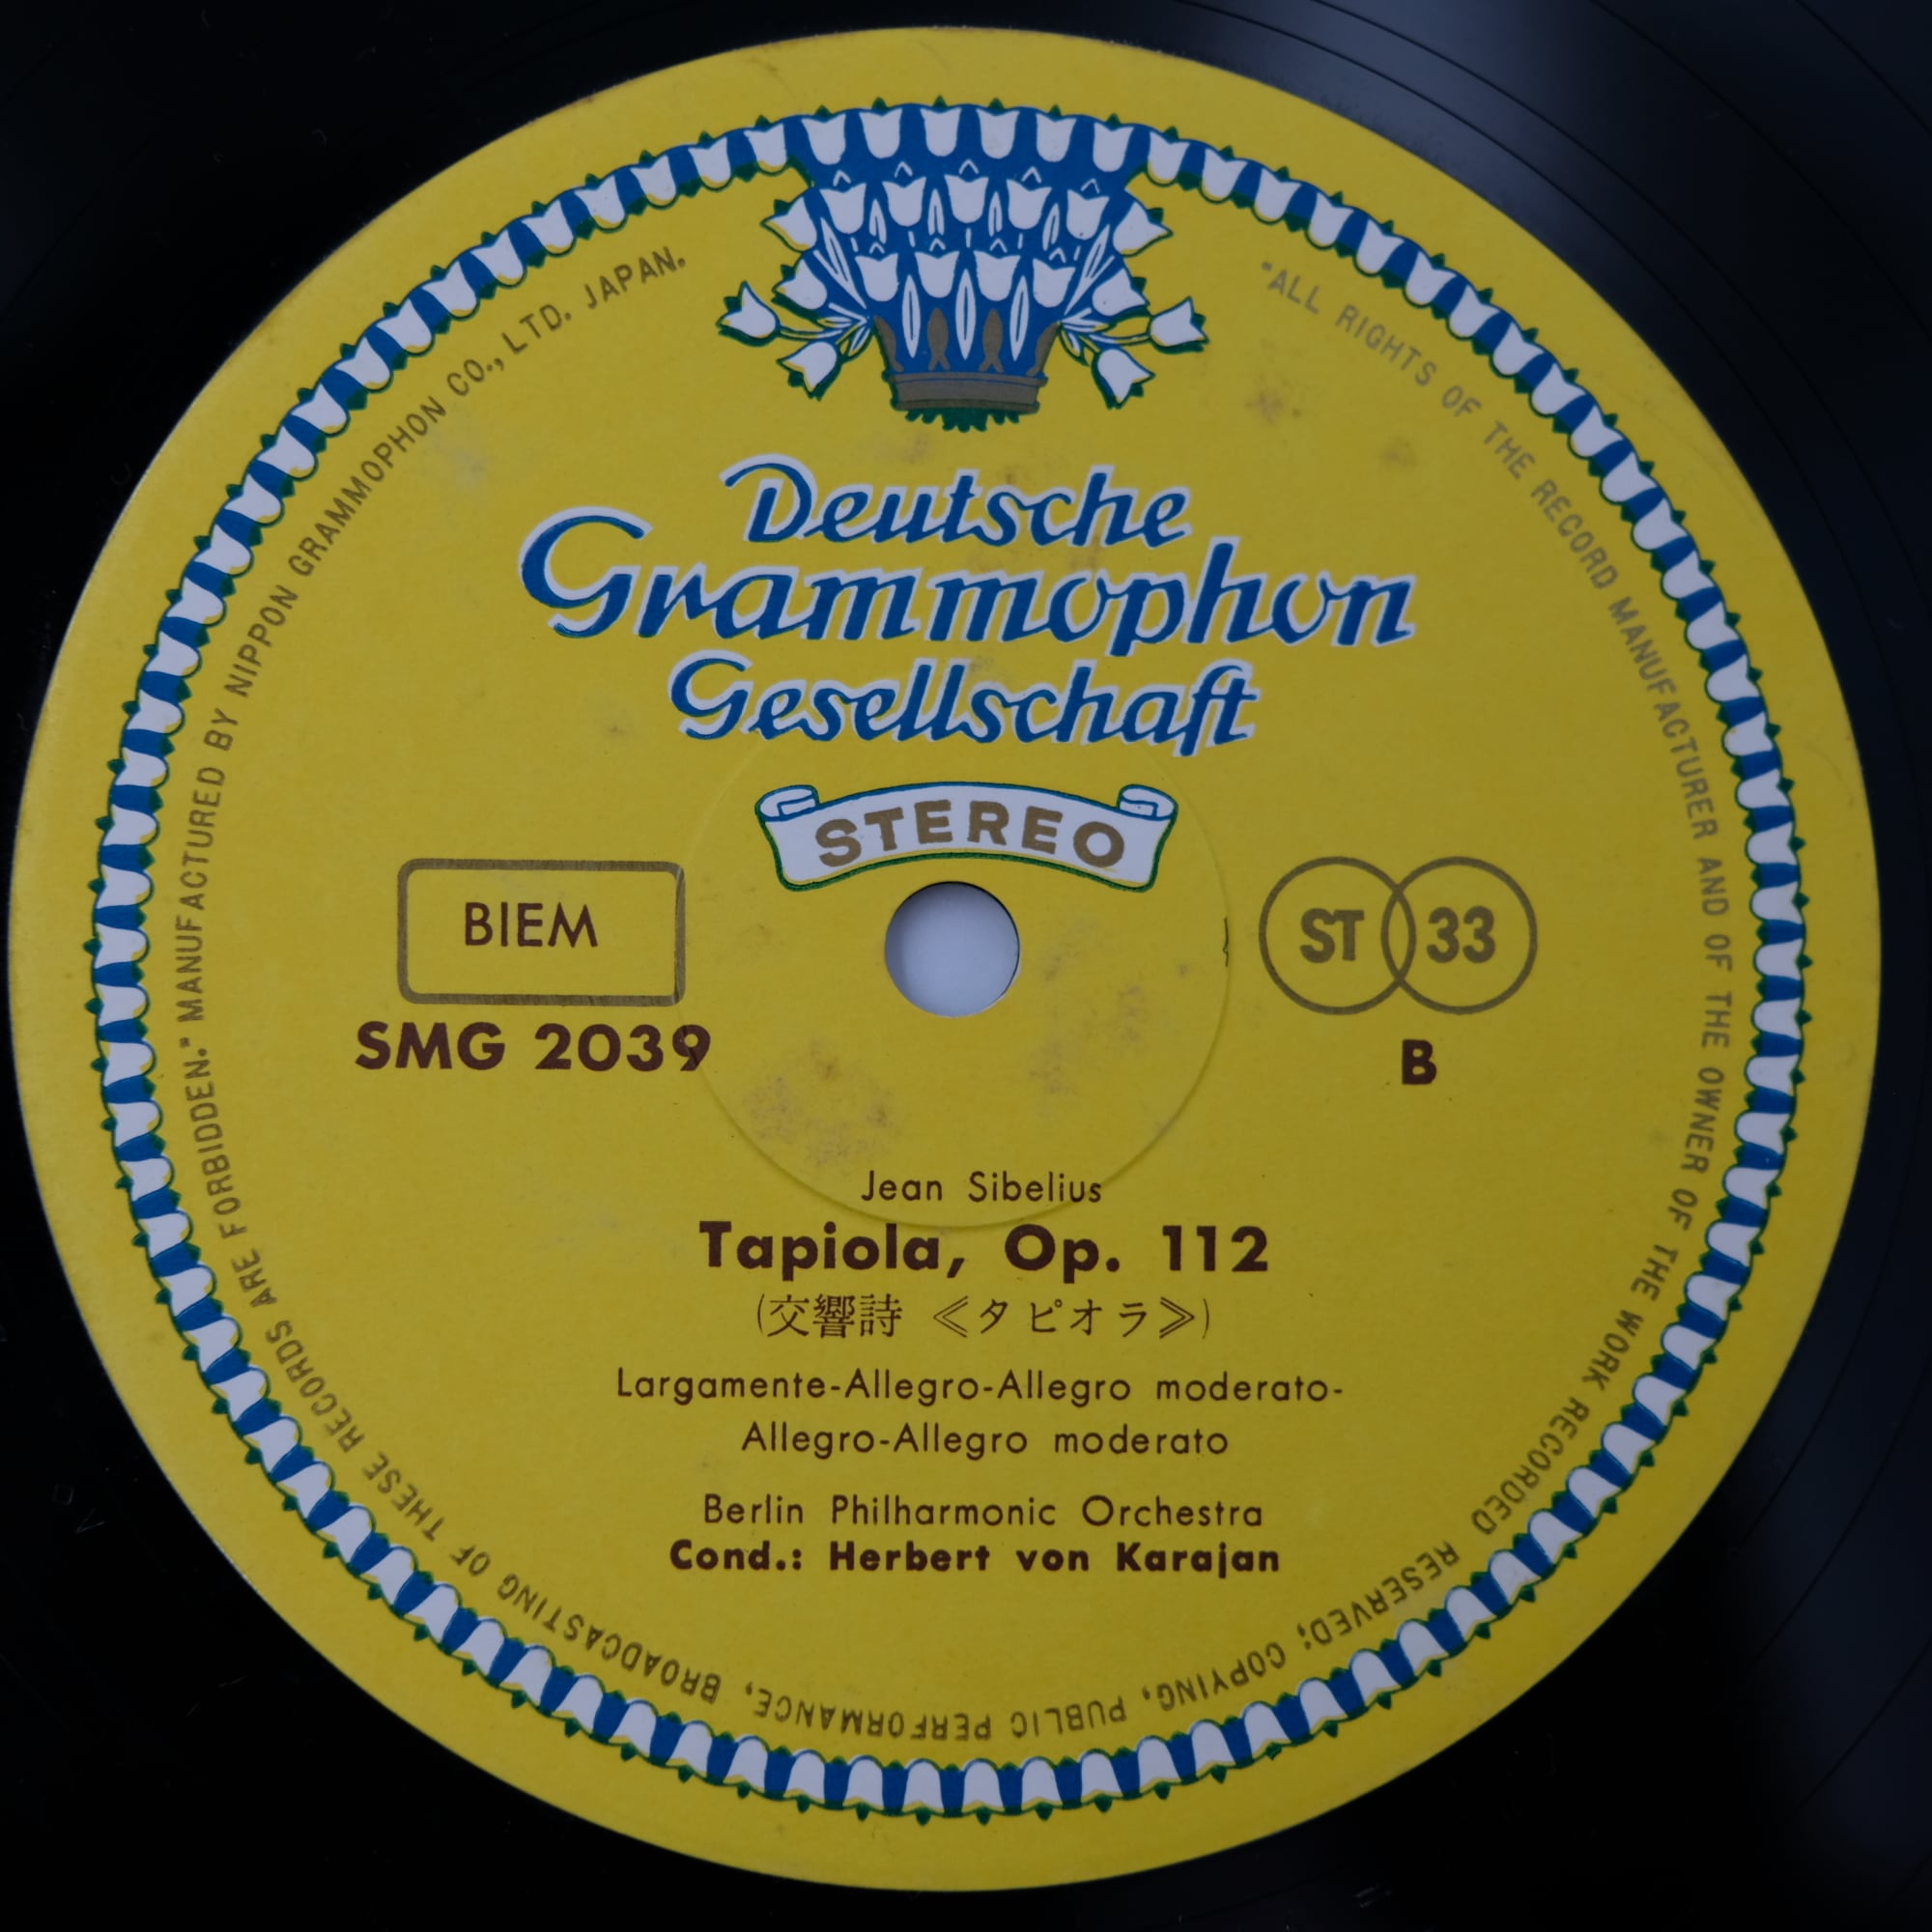 Deutsche
Grammophon
Gesellschaft
STEREO
BIEM
ST 33
SMG 2039
B
Jean Sibelius
Tapiola, Op. 112
(交響詩 《タピオラ》)
Largamente-Allegro-Allegro moderato-
Allegro-Allegro moderato
Berlin Philharmonic Orchestra
Cond.: Herbert von Karajan
"ALL RIGHTS OF THE RECORD MANUFACTURER AND OF THE OWNER OF THE WORK RECORDED RESERVED; COPYING, PUBLIC PERFORMANCE, BROADCASTING OF THESE RECORDS ARE FORBIDDEN." MANUFACTURED BY NIPPON GRAMMOPHON CO., LTD. JAPAN.